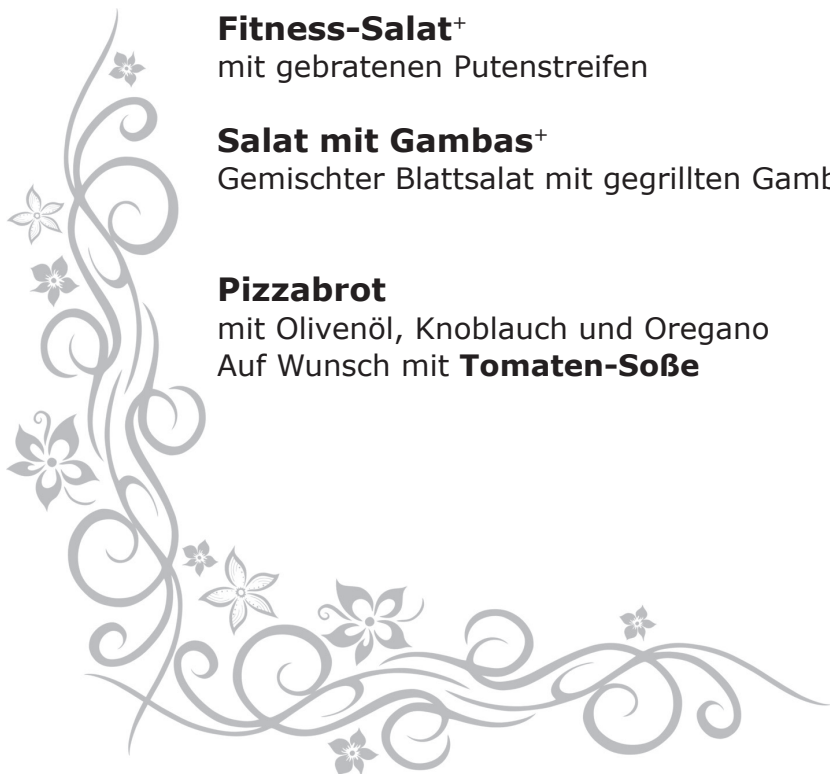 Fitness-Salat+
mit gebratenen Putenstreifen
Salat mit Gambas+
Gemischter Blattsalat mit gegrillten
Pizzabrot
mit Olivenöl, Knoblauch und Oregano
Auf Wunsch mit Tomaten-Soße